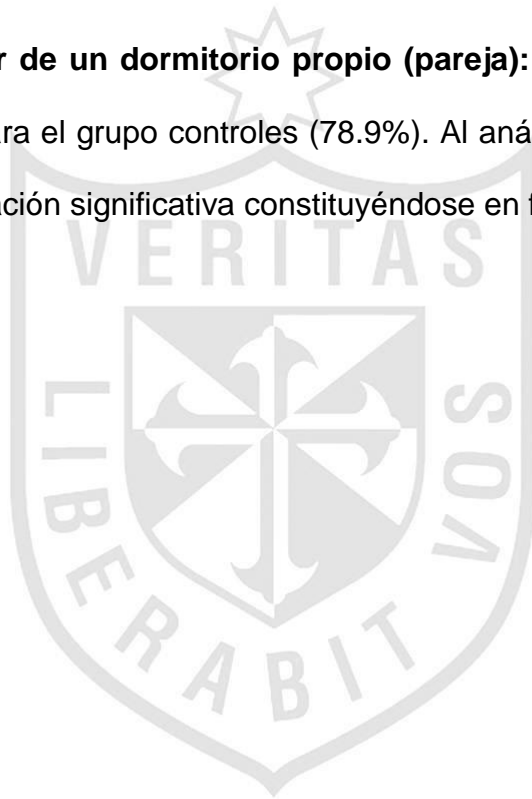 r de un dormitorio propio (pareja):
ra el grupo controles (78.9%). Al aná
ación significativa constituyéndose en f
VERITAS
LIBERABIT VOS